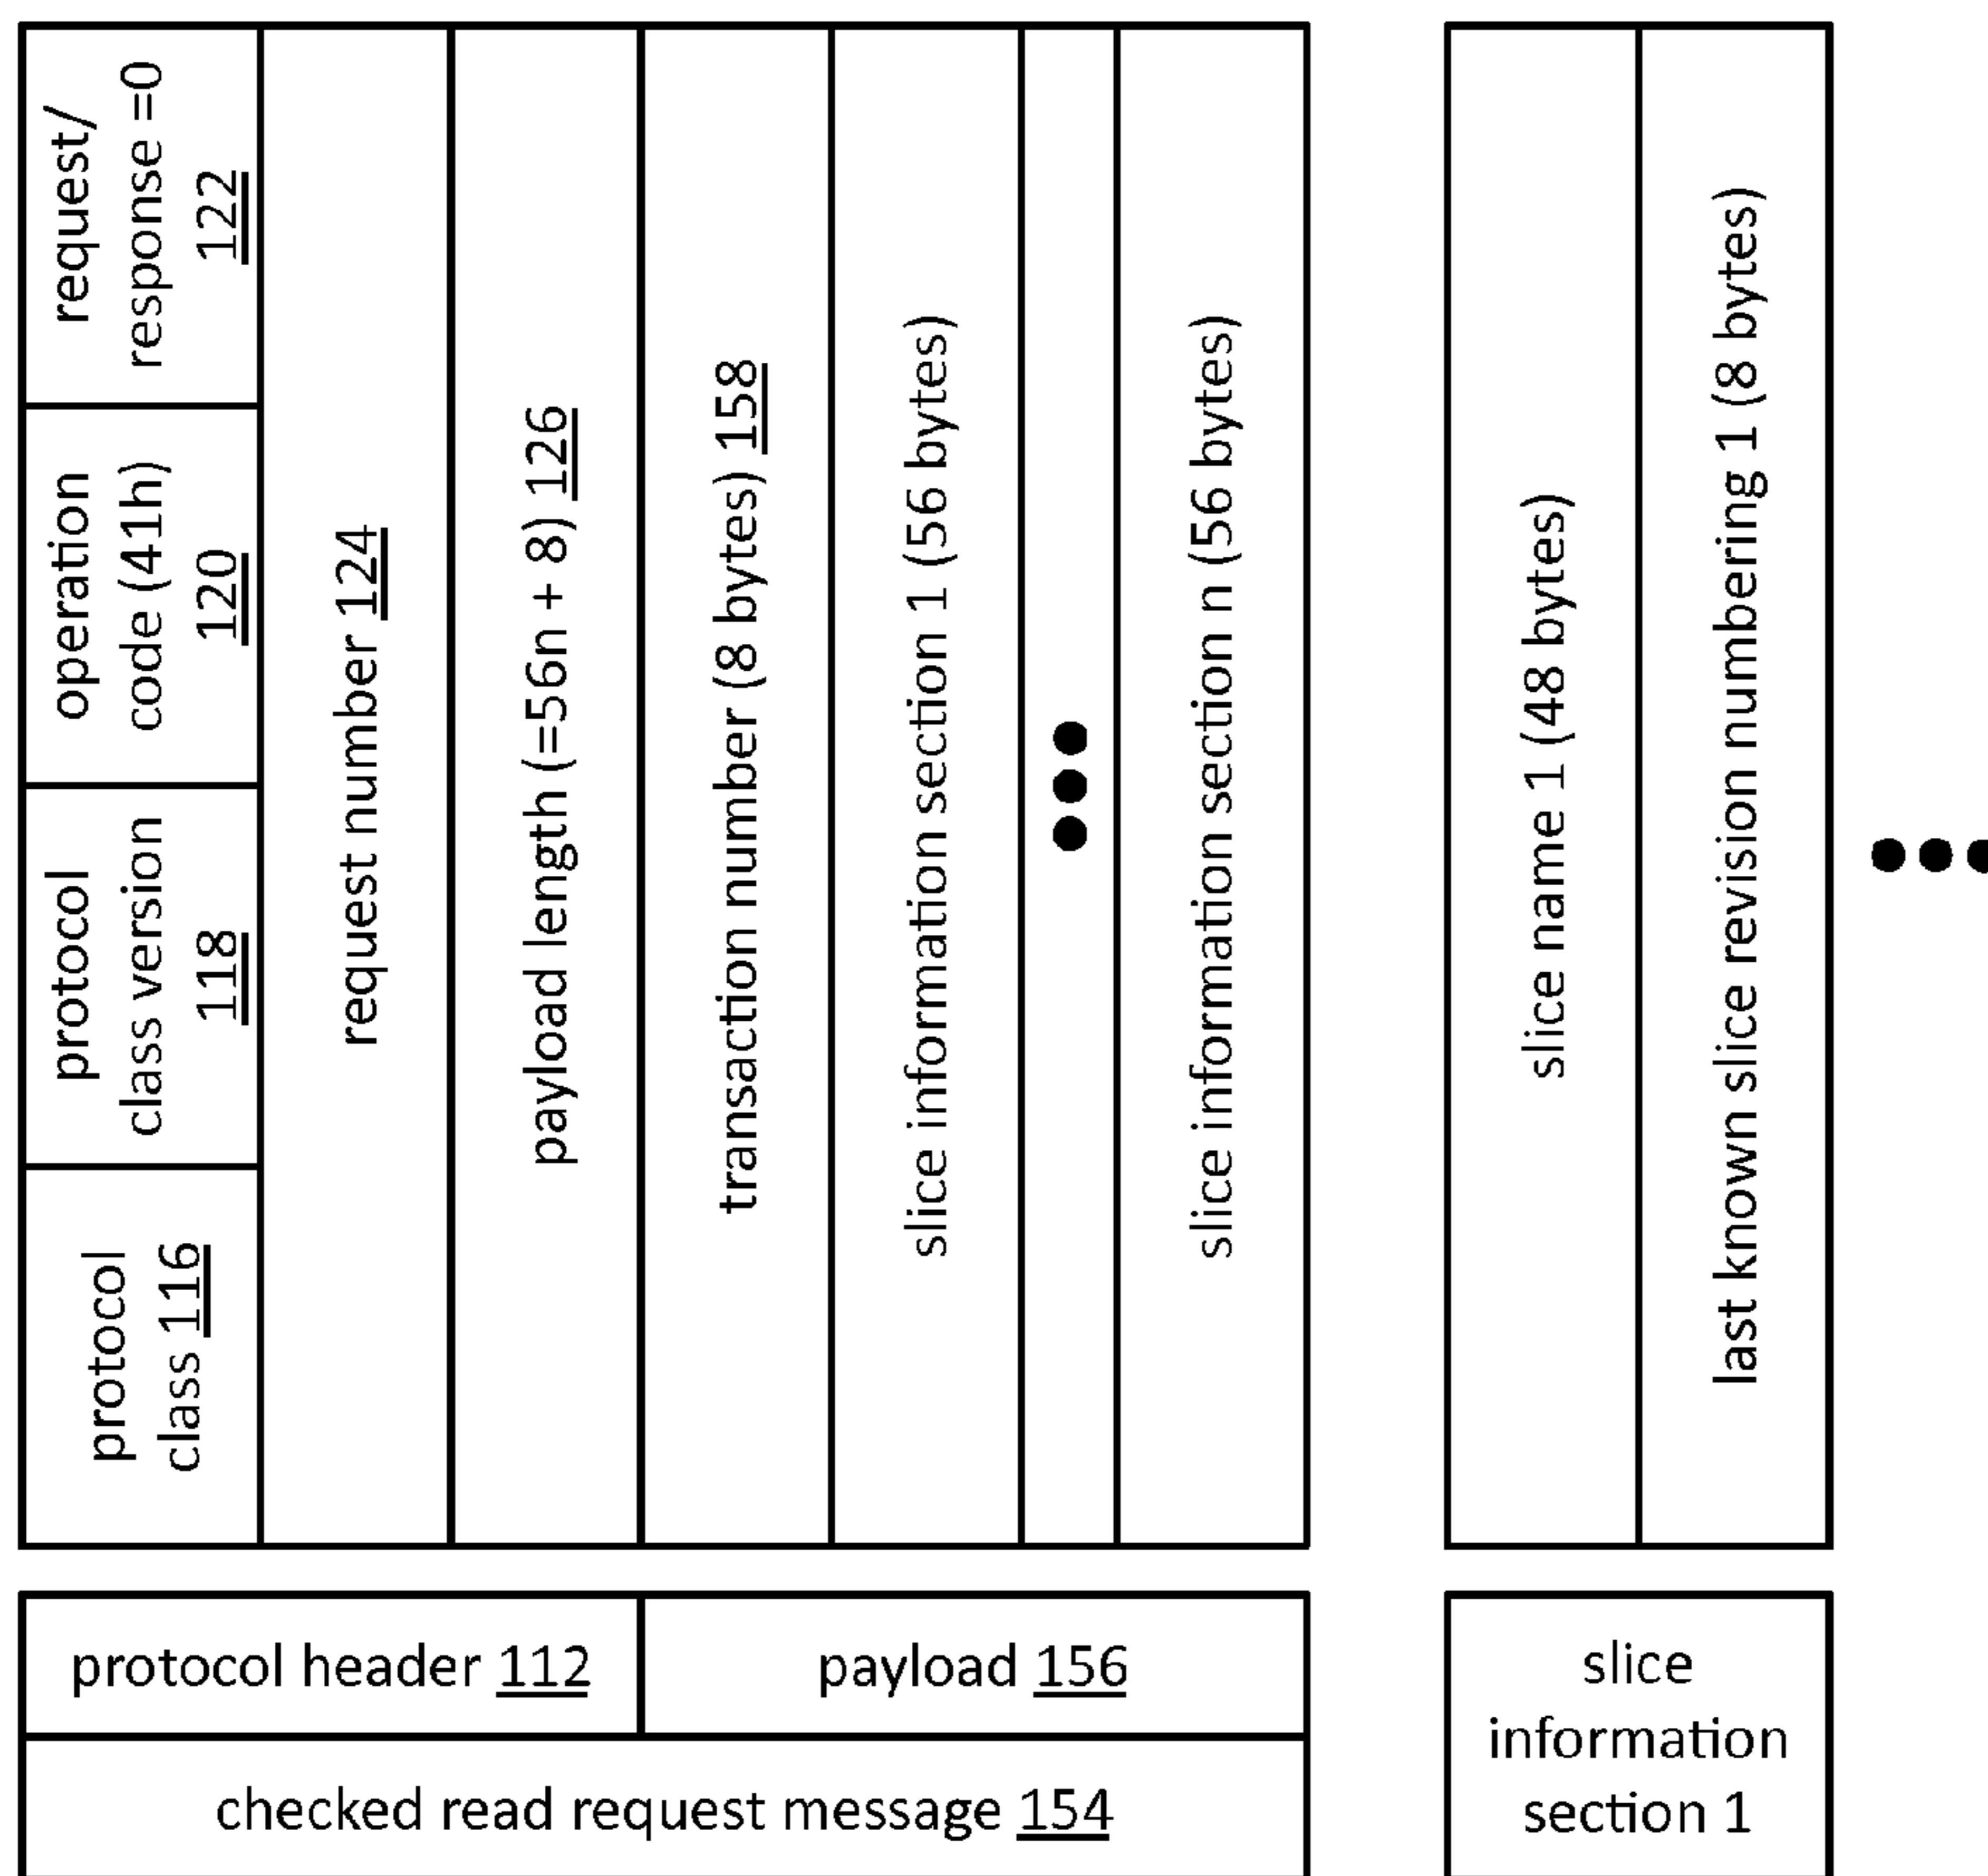 protocol
class 116
protocol
class version
118
operation
code (41h)
120
request/
response =0
122
request number 124
payload length (=56n + 8) 126
transaction number (8 bytes) 158
slice information section 1 (56 bytes)
slice information section n (56 bytes)
slice name 1 (48 bytes)
last known slice revision numbering 1 (8 bytes)
protocol header 112
payload 156
checked read request message 154
slice
information
section 1